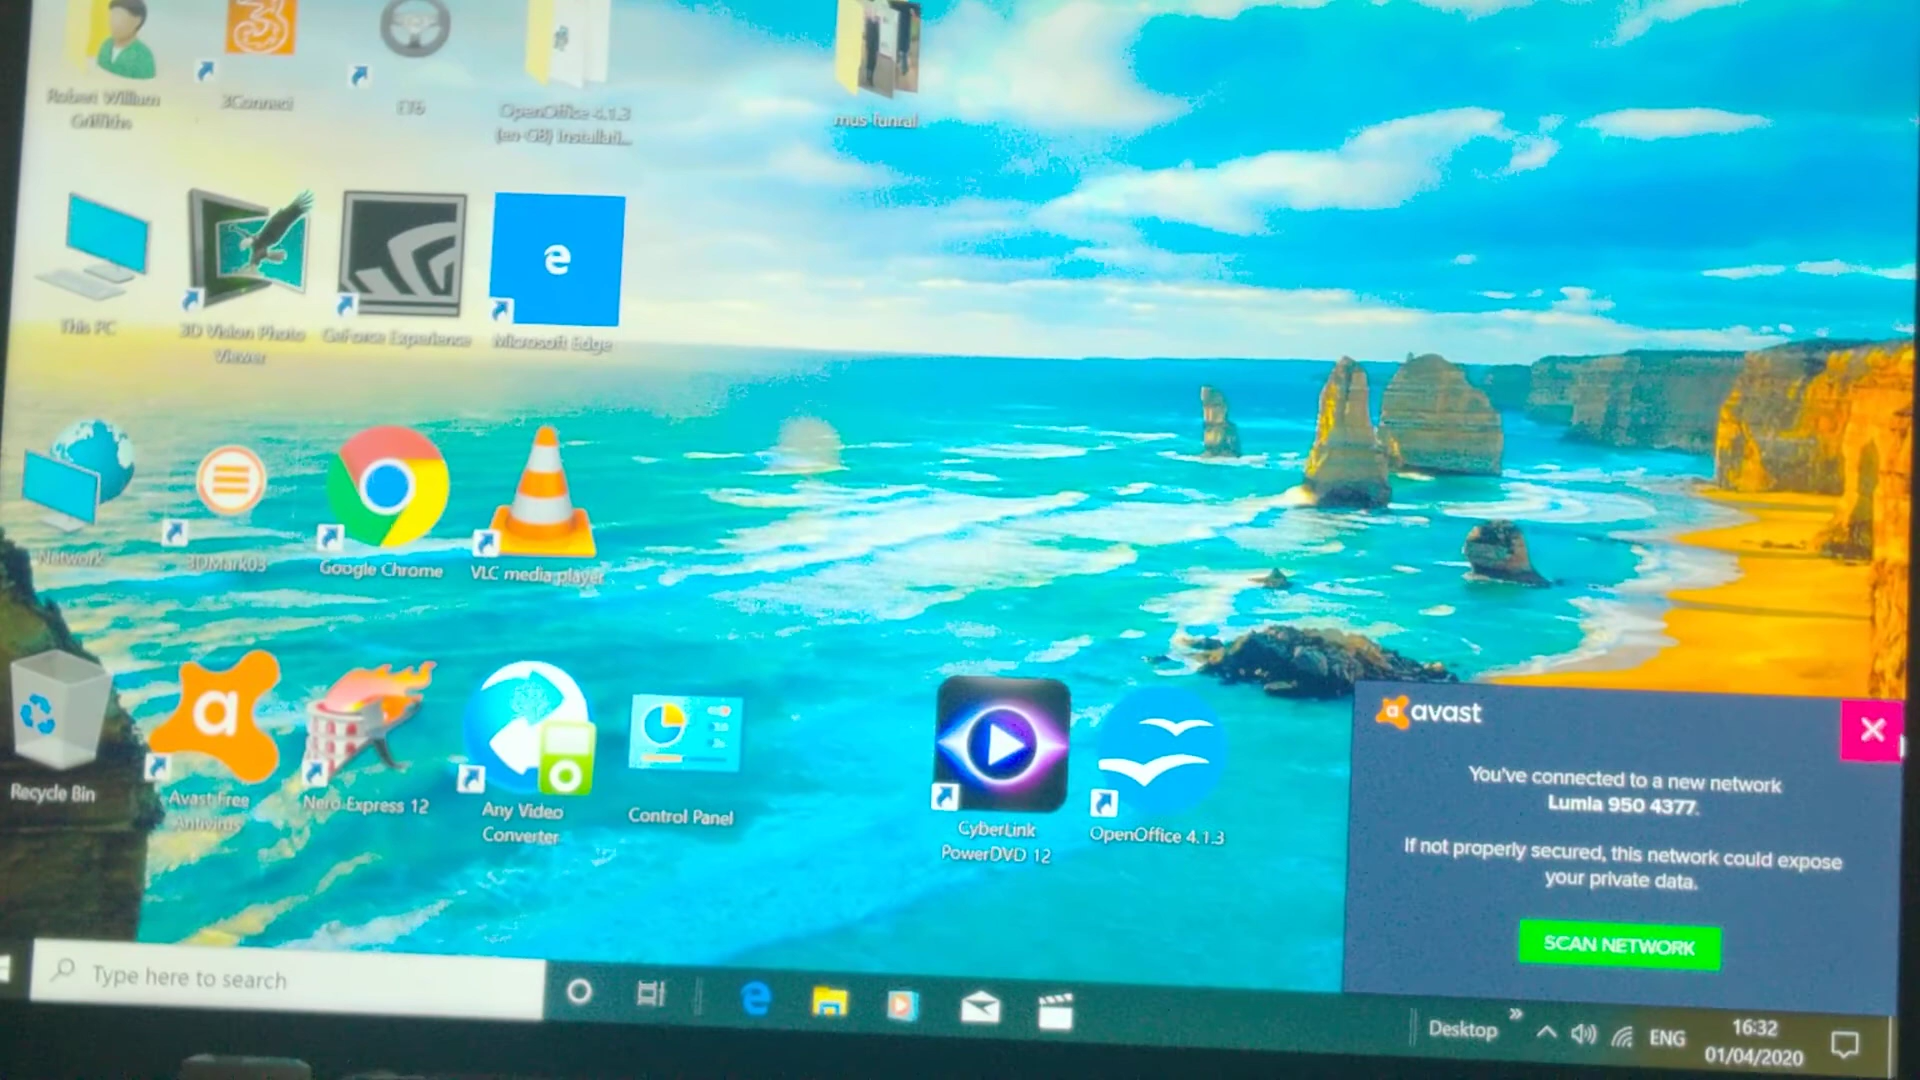 Robert William
Griffiths
3Connect
OpenOffice 4.1.3
(en-GB) Installati...
mus funral
This PC
3D Vision Photo
Viewer
GeForce Experience
Microsoft Edge
Network
3DMark03
Google Chrome
VLC media player
Recycle Bin
Avast Free
Antivirus
Nero Express 12
Any Video
Converter
Control Panel
CyberLink
PowerDVD 12
OpenOffice 4.1.3
avast
You've connected to a new network
Lumia 950 4377.
If not properly secured, this network could expose
your private data.
SCAN NETWORK
Type here to search
Desktop
ENG
16:32
01/04/2020